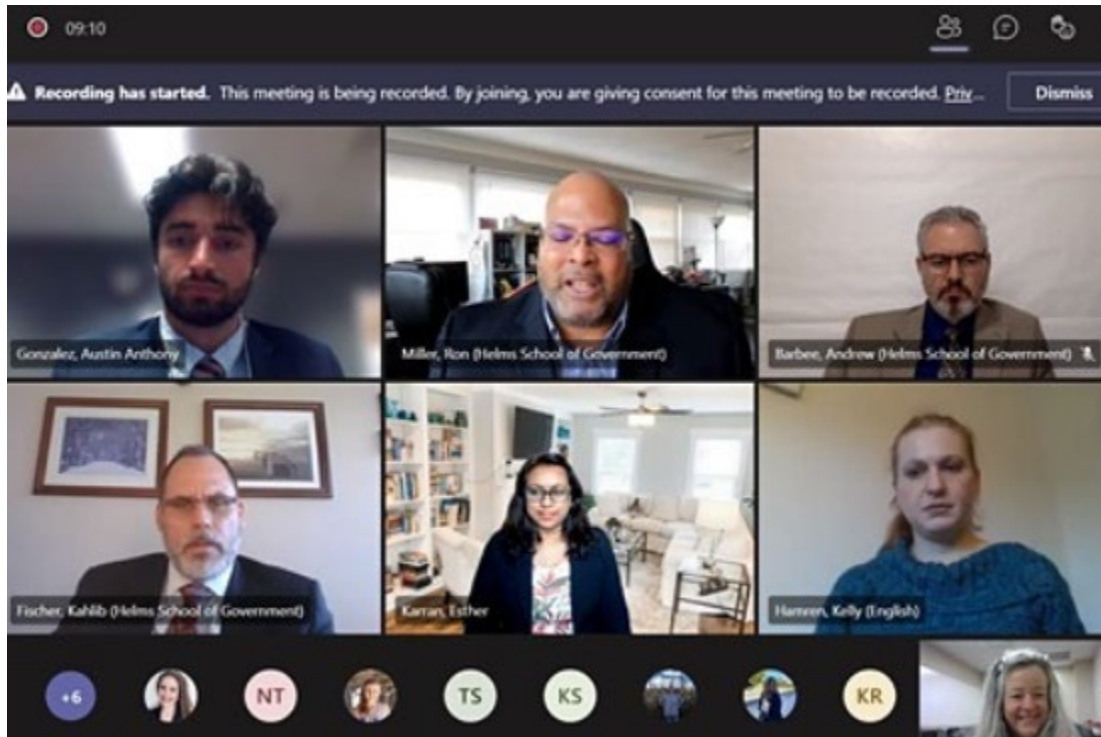 09:10
Recording has started. This meeting is being recorded. By joining, you are giving consent for this meeting to be recorded. Priv... Dismiss
Gonzalez, Austin Anthony
Miller, Ron (Helms School of Government)
Barbee, Andrew (Helms School of Government)
Fischer, Kahlib (Helms School of Government)
Karran, Esther
Hamren, Kelly (English)
+6
NT
TS
KS
KR